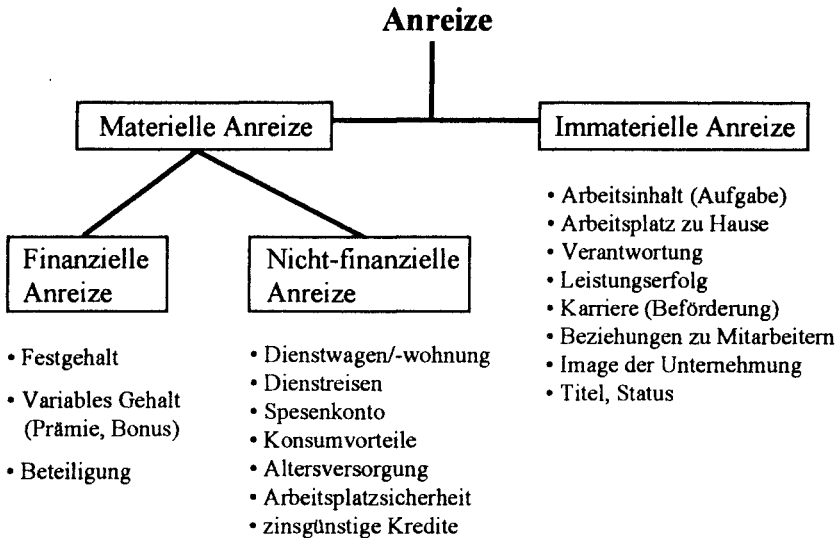 Anreize
Materielle Anreize
Immaterielle Anreize
Finanzielle
Anreize
• Festgehalt
• Variables Gehalt
(Prämie, Bonus)
• Beteiligung
Nicht-finanzielle
Anreize
• Dienstwagen/-wohnung
• Dienstreisen
• Spesenkonto
• Konsumvorteile
• Altersversorgung
• Arbeitsplatzsicherheit
• zinsgünstige Kredite
• Arbeitsinhalt (Aufgabe)
• Arbeitsplatz zu Hause
• Verantwortung
• Leistungserfolg
• Karriere (Beförderung)
• Beziehungen zu Mitarbeitern
• Image der Unternehmung
• Titel, Status